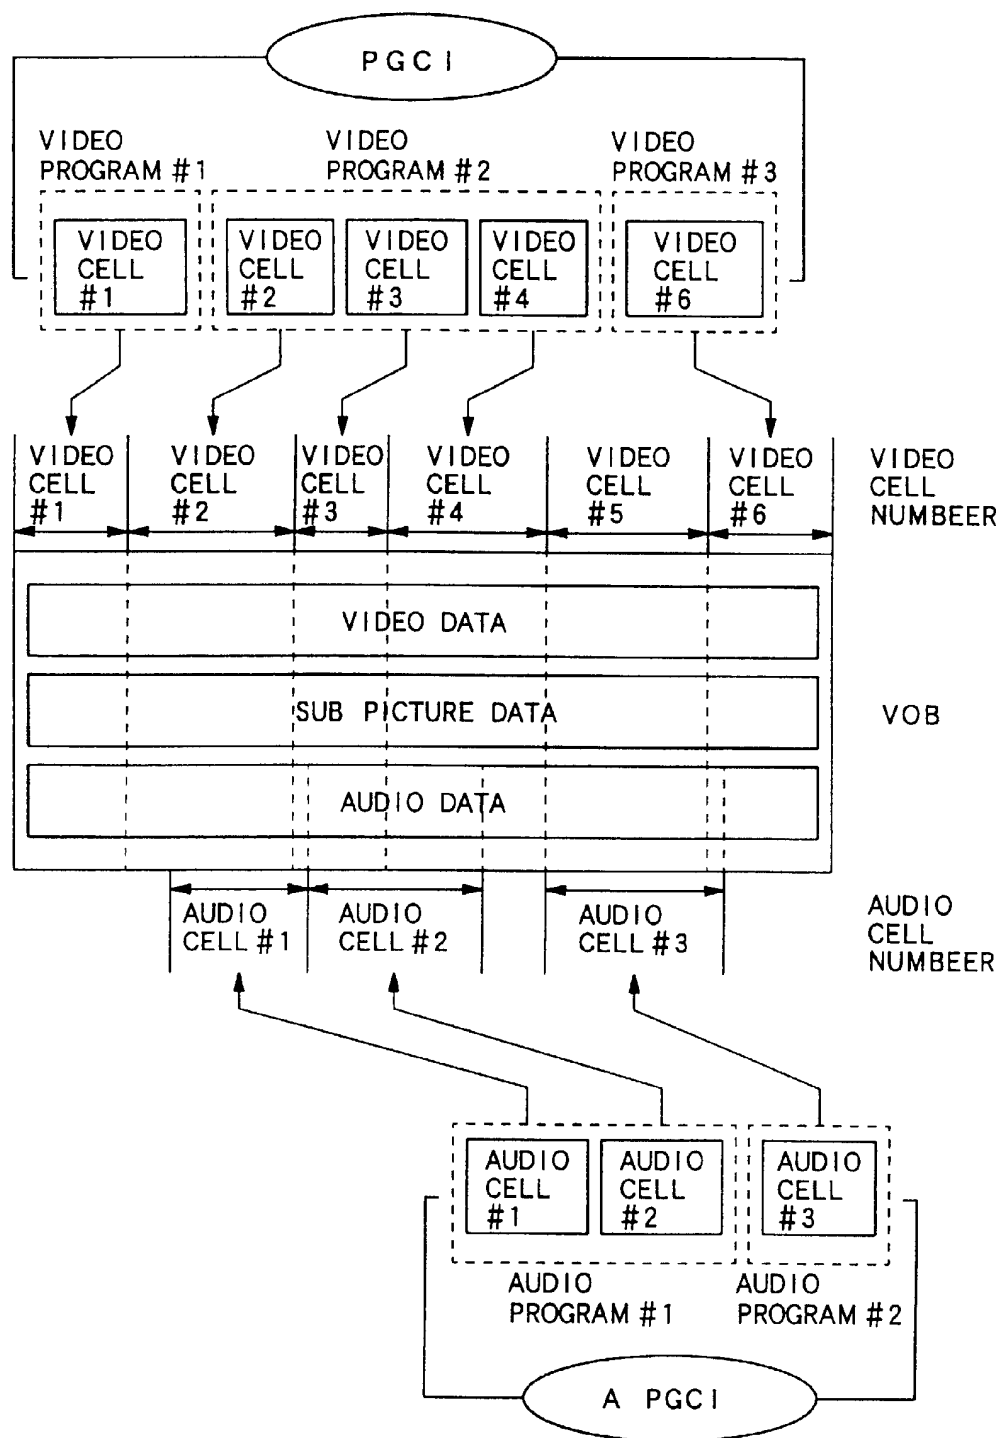 PGCI
VIDEO
PROGRAM #1
VIDEO
PROGRAM #2
VIDEO
PROGRAM #3
VIDEO
CELL
#1
VIDEO
CELL
#2
VIDEO
CELL
#3
VIDEO
CELL
#4
VIDEO
CELL
#6
VIDEO
CELL
#1
VIDEO
CELL
#2
VIDEO
CELL
#3
VIDEO
CELL
#4
VIDEO
CELL
#5
VIDEO
CELL
#6
VIDEO
CELL
NUMBEER
VIDEO DATA
SUB PICTURE DATA
VOB
AUDIO DATA
AUDIO
CELL #1
AUDIO
CELL #2
AUDIO
CELL #3
AUDIO
CELL
NUMBEER
AUDIO
CELL
#1
AUDIO
CELL
#2
AUDIO
CELL
#3
AUDIO
PROGRAM #1
AUDIO
PROGRAM #2
A PGCI